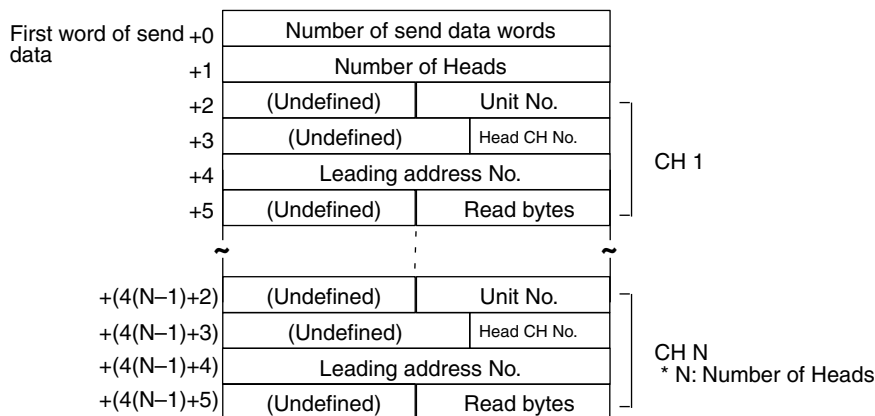 First word of send data
+0 Number of send data words
+1 Number of Heads
+2 (Undefined) Unit No.
+3 (Undefined) Head CH No.
+4 Leading address No.
+5 (Undefined) Read bytes
CH 1
~ ~
+(4(N–1)+2) (Undefined) Unit No.
+(4(N–1)+3) (Undefined) Head CH No.
+(4(N–1)+4) Leading address No.
+(4(N–1)+5) (Undefined) Read bytes
CH N
* N: Number of Heads